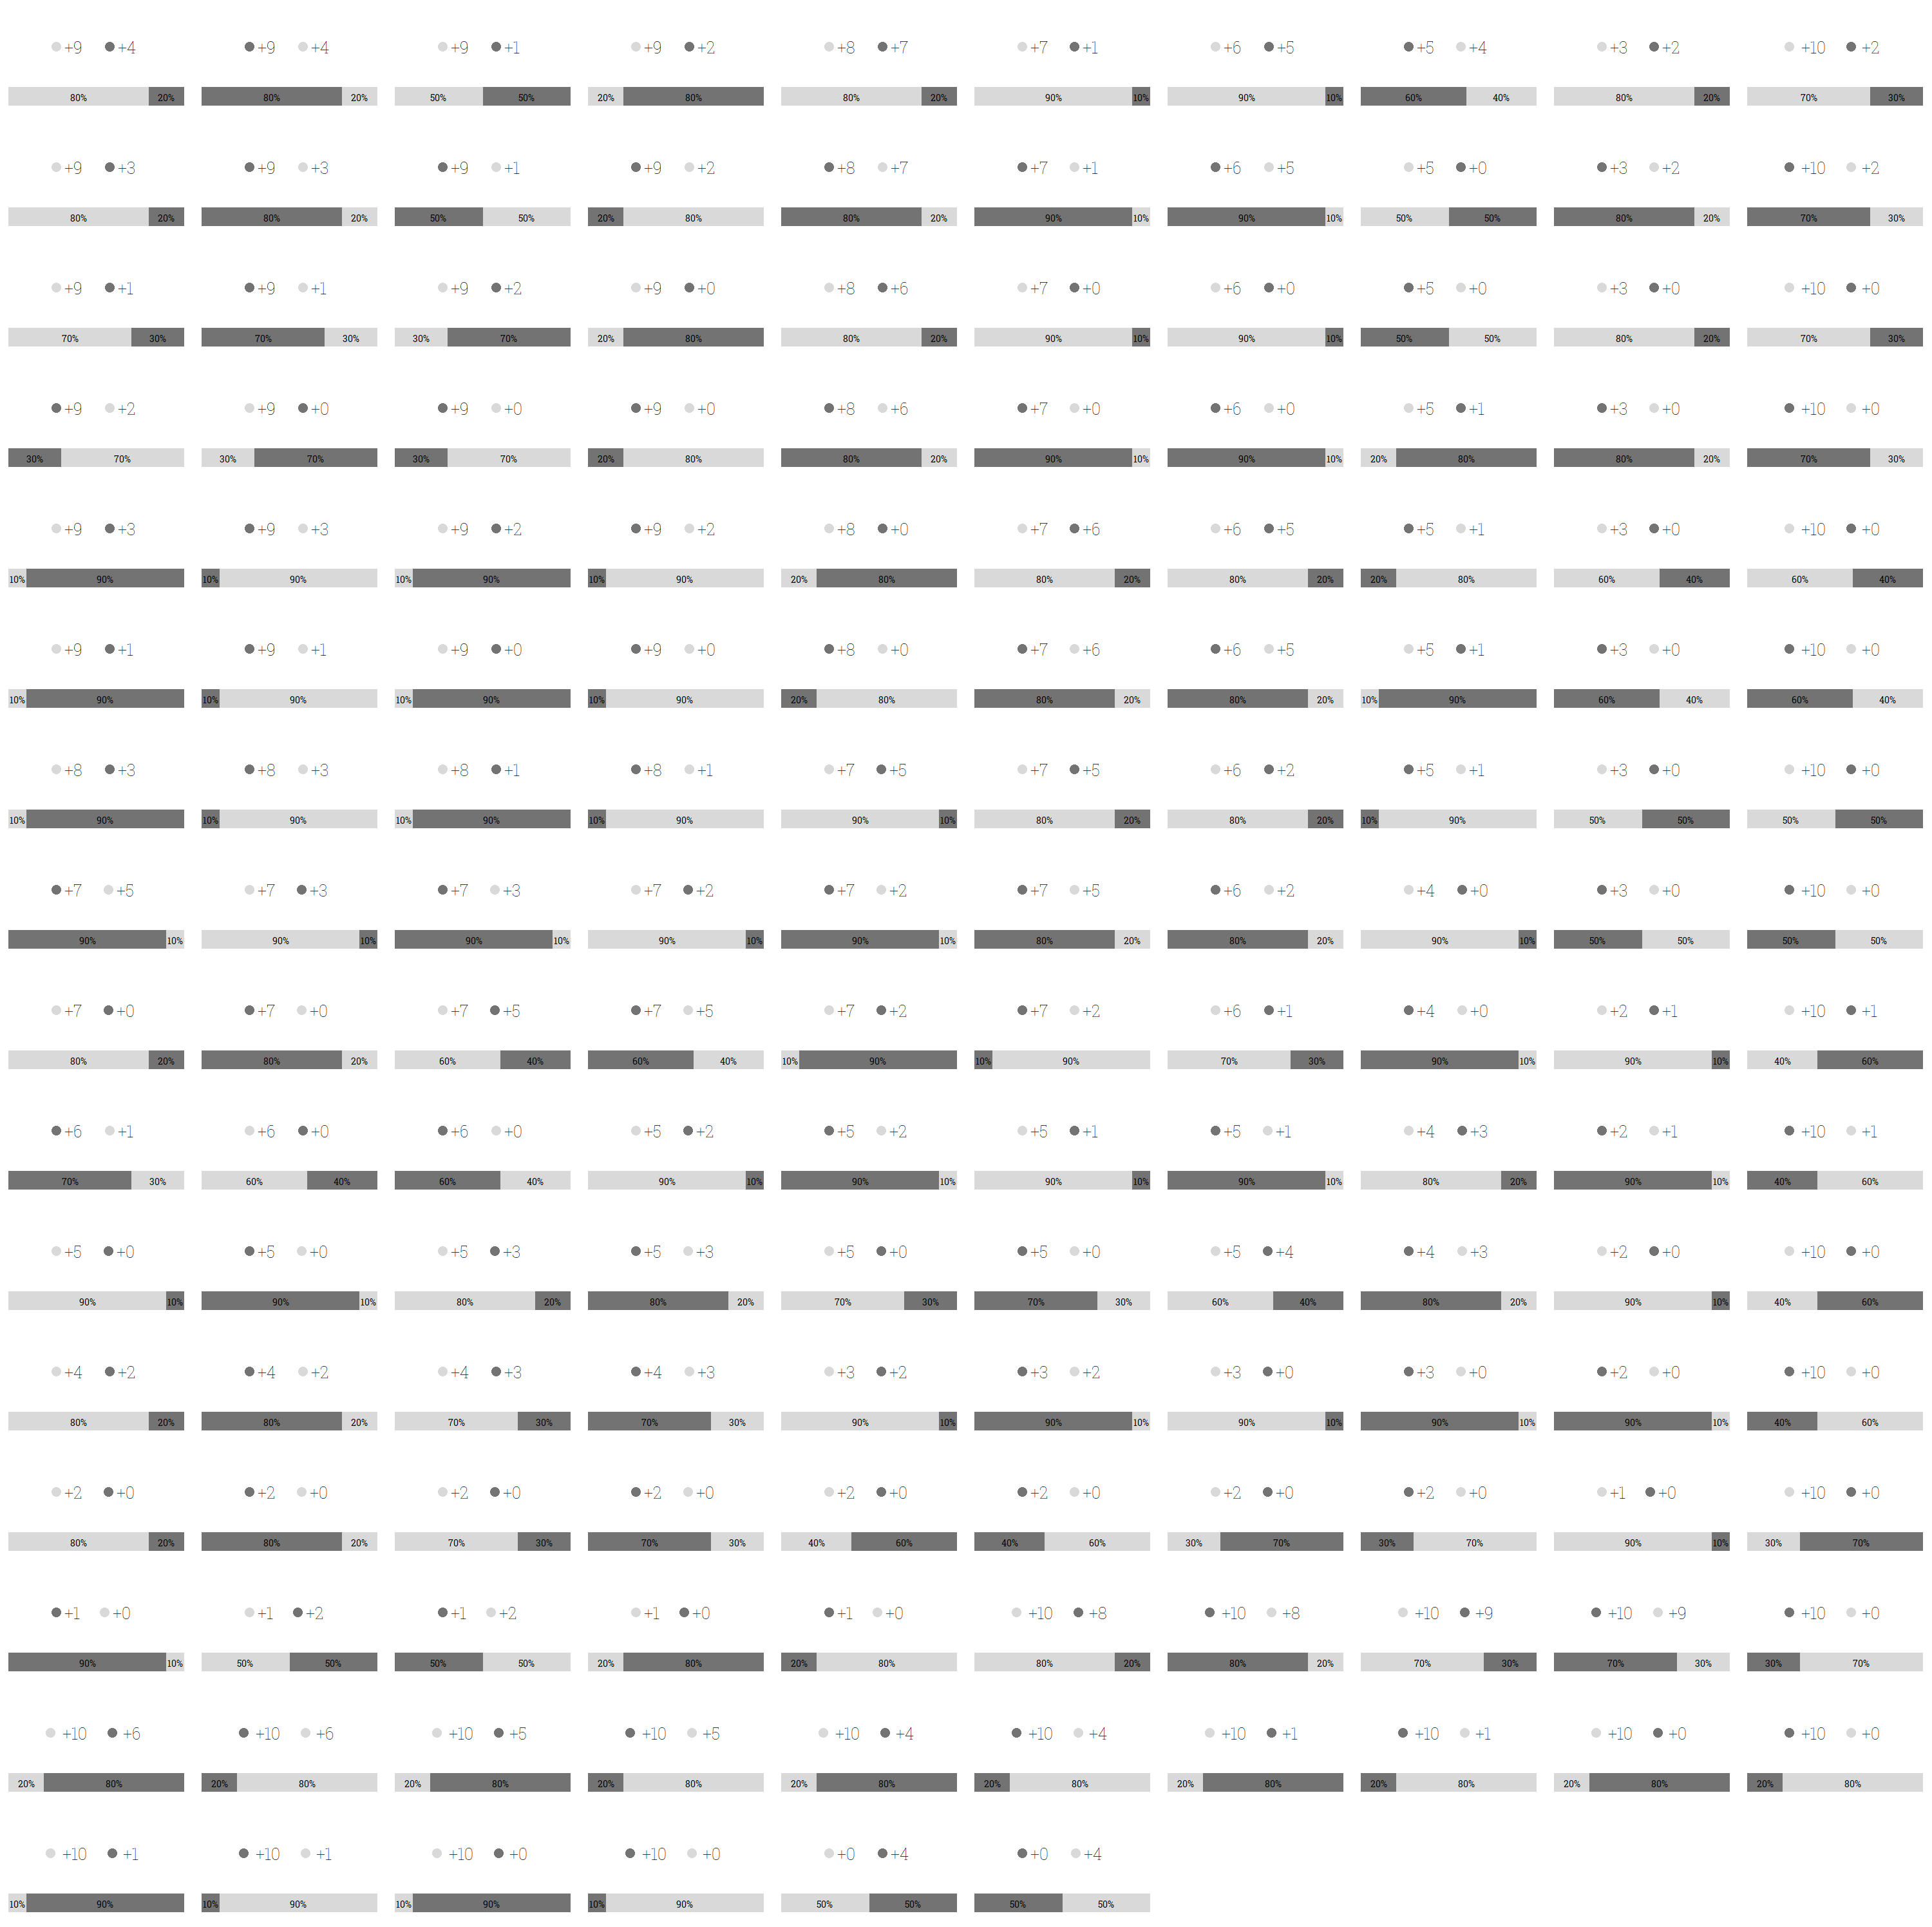 +9 +4 +9 +4 +9 +1 +9 +2 +8 +7 +7 +1 +6 +5 +5 +4 +3 +2 +10 +2
80% 20% 80% 20% 50% 50% 20% 80% 80% 20% 90% 10% 90% 10% 60% 40% 80% 20% 70% 30%
+9 +3 +9 +3 +9 +1 +9 +2 +8 +7 +7 +1 +6 +5 +5 +0 +3 +2 +10 +2
80% 20% 80% 20% 50% 50% 20% 80% 80% 20% 90% 10% 90% 10% 50% 50% 80% 20% 70% 30%
+9 +1 +9 +1 +9 +2 +9 +0 +8 +6 +7 +0 +6 +0 +5 +0 +3 +0 +10 +0
70% 30% 70% 30% 30% 70% 20% 80% 80% 20% 90% 10% 90% 10% 50% 50% 80% 20% 70% 30%
+9 +2 +9 +0 +9 +0 +9 +0 +8 +6 +7 +0 +6 +0 +5 +1 +3 +0 +10 +0
30% 70% 30% 70% 30% 70% 20% 80% 80% 20% 90% 10% 90% 10% 20% 80% 80% 20% 70% 30%
+9 +3 +9 +3 +9 +2 +9 +2 +8 +0 +7 +6 +6 +5 +5 +1 +3 +0 +10 +0
10% 90% 10% 90% 10% 90% 10% 90% 20% 80% 80% 20% 80% 20% 20% 80% 60% 40% 60% 40%
+9 +1 +9 +1 +9 +0 +9 +0 +8 +0 +7 +6 +6 +5 +5 +1 +3 +0 +10 +0
10% 90% 10% 90% 10% 90% 10% 90% 20% 80% 80% 20% 80% 20% 10% 90% 60% 40% 60% 40%
+8 +3 +8 +3 +8 +1 +8 +1 +7 +5 +7 +5 +6 +2 +5 +1 +3 +0 +10 +0
10% 90% 10% 90% 10% 90% 10% 90% 90% 10% 80% 20% 80% 20% 10% 90% 50% 50% 50% 50%
+7 +5 +7 +3 +7 +3 +7 +2 +7 +2 +7 +5 +6 +2 +4 +0 +3 +0 +10 +0
90% 10% 90% 10% 90% 10% 90% 10% 90% 10% 80% 20% 80% 20% 90% 10% 50% 50% 50% 50%
+7 +0 +7 +0 +7 +5 +7 +5 +7 +2 +7 +2 +6 +1 +4 +0 +2 +1 +10 +1
80% 20% 80% 20% 60% 40% 60% 40% 10% 90% 10% 90% 70% 30% 90% 10% 90% 10% 40% 60%
+6 +1 +6 +0 +6 +0 +5 +2 +5 +2 +5 +1 +5 +1 +4 +3 +2 +1 +10 +1
70% 30% 60% 40% 60% 40% 90% 10% 90% 10% 90% 10% 90% 10% 80% 20% 90% 10% 40% 60%
+5 +0 +5 +0 +5 +3 +5 +3 +5 +0 +5 +0 +5 +4 +4 +3 +2 +0 +10 +0
90% 10% 90% 10% 80% 20% 80% 20% 70% 30% 70% 30% 60% 40% 80% 20% 90% 10% 40% 60%
+4 +2 +4 +2 +4 +3 +4 +3 +3 +2 +3 +2 +3 +0 +3 +0 +2 +0 +10 +0
80% 20% 80% 20% 70% 30% 70% 30% 90% 10% 90% 10% 90% 10% 90% 10% 90% 10% 40% 60%
+2 +0 +2 +0 +2 +0 +2 +0 +2 +0 +2 +0 +2 +0 +2 +0 +1 +0 +10 +0
80% 20% 80% 20% 70% 30% 70% 30% 40% 60% 40% 60% 30% 70% 30% 70% 90% 10% 30% 70%
+1 +0 +1 +2 +1 +2 +1 +0 +1 +0 +10 +8 +10 +8 +10 +9 +10 +9 +10 +0
90% 10% 50% 50% 50% 50% 20% 80% 20% 80% 80% 20% 80% 20% 70% 30% 70% 30% 30% 70%
+10 +6 +10 +6 +10 +5 +10 +5 +10 +4 +10 +4 +10 +1 +10 +1 +10 +0 +10 +0
20% 80% 20% 80% 20% 80% 20% 80% 20% 80% 20% 80% 20% 80% 20% 80% 20% 80% 20% 80%
+10 +1 +10 +1 +10 +0 +10 +0 +0 +4 +0 +4
10% 90% 10% 90% 10% 90% 10% 90% 50% 50% 50% 50%